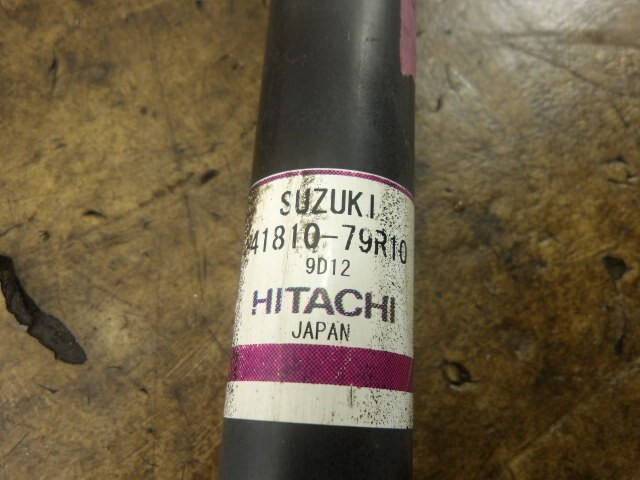 SUZUKI
41810-79R10
9D12
HITACHI
JAPAN